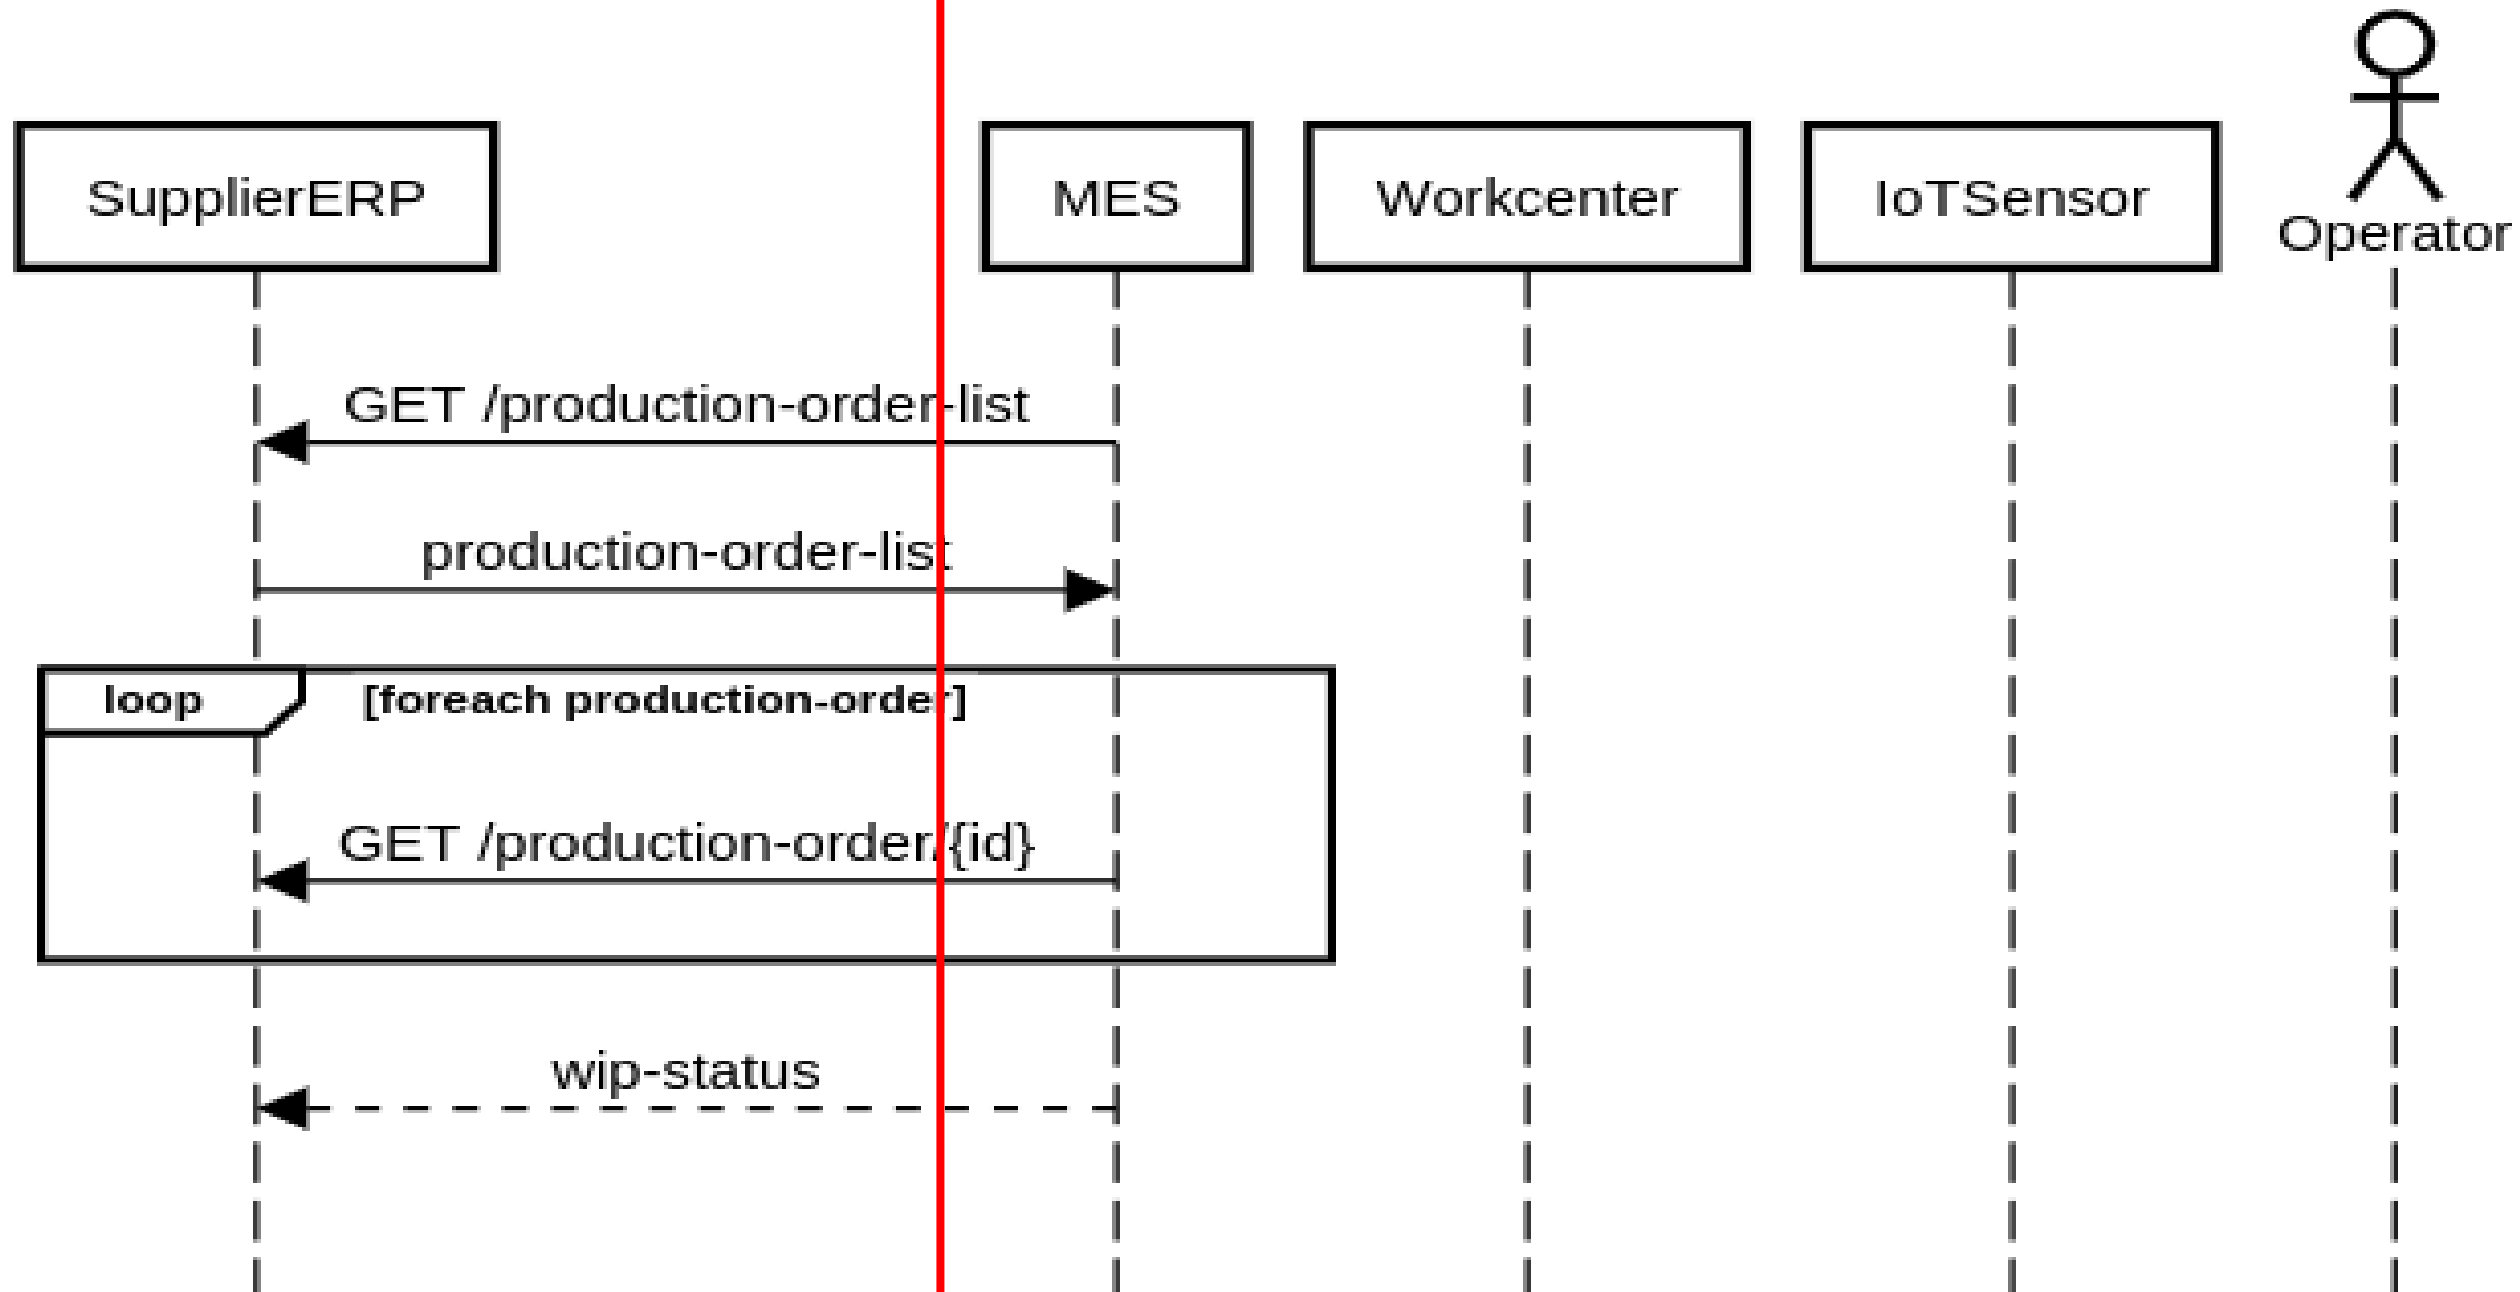 SupplierERP
MES
Workcenter
IoTSensor
Operator
GET /production-order-list
production-order-list
loop
[foreach production-order]
GET /production-order/{id}
wip-status